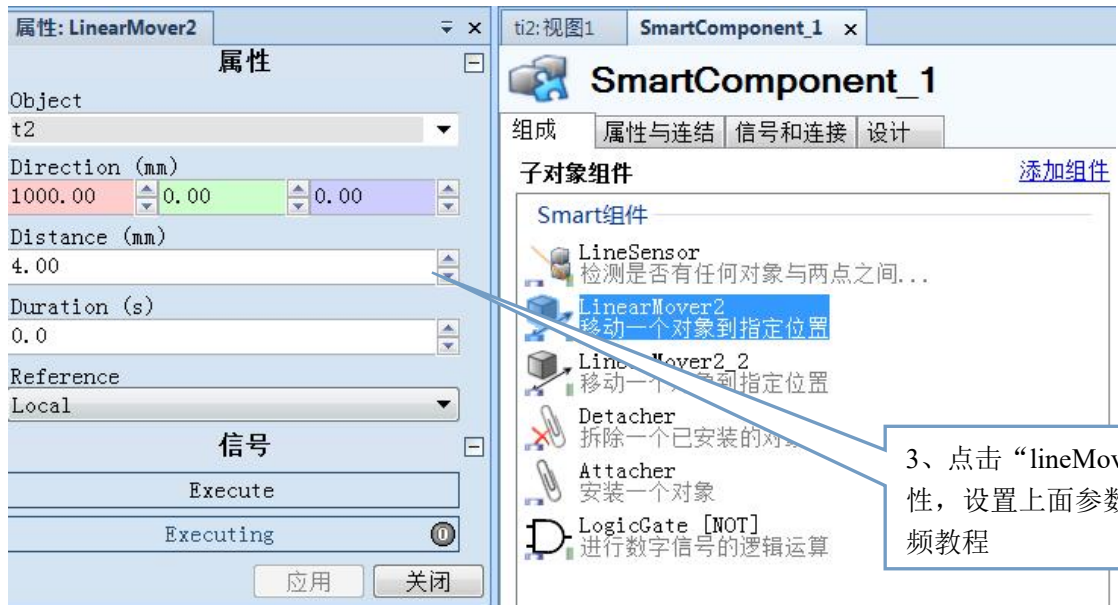 属性: LinearMover2
属性
Object
t2
Direction (mm)
1000.00 0.00 0.00
Distance (mm)
4.00
Duration (s)
0.0
Reference
Local
信号
Execute
Executing
应用 关闭
ti2:视图1 SmartComponent_1
SmartComponent_1
组成 属性与连结 信号和连接 设计
子对象组件 添加组件
Smart组件
LineSensor
检测是否有任何对象与两点之间...
LinearMover2
移动一个对象到指定位置
LinearMover2_2
移动一个对象到指定位置
Detacher
拆除一个已安装的对
Attacher
安装一个对象
LogicGate [NOT]
进行数字信号的逻辑运算
3、点击“lineMov
性，设置上面参数
频教程